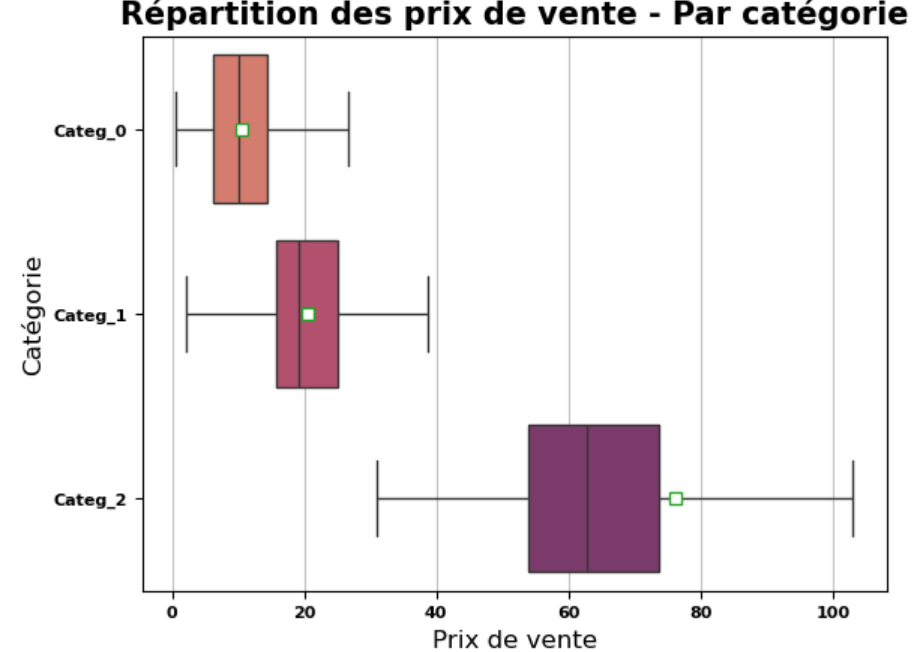 Répartition des prix de vente - Par catégorie
Catégorie
Categ_0
Categ_1
Categ_2
0 20 40 60 80 100
Prix de vente